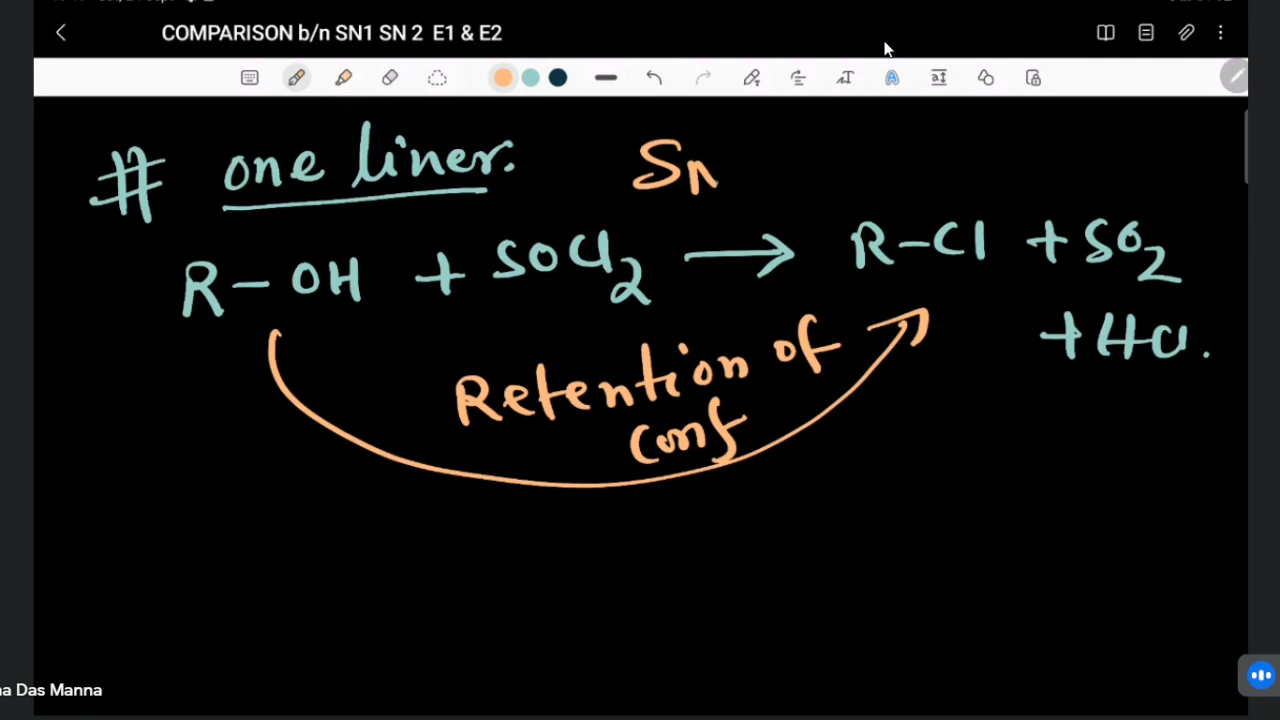 COMPARISON b/n SN1 SN 2 E1 & E2
# one liner:
Sn
R-OH + SOCl2 → R-Cl + SO2
+ HCl.
Retention of
conf
a Das Manna